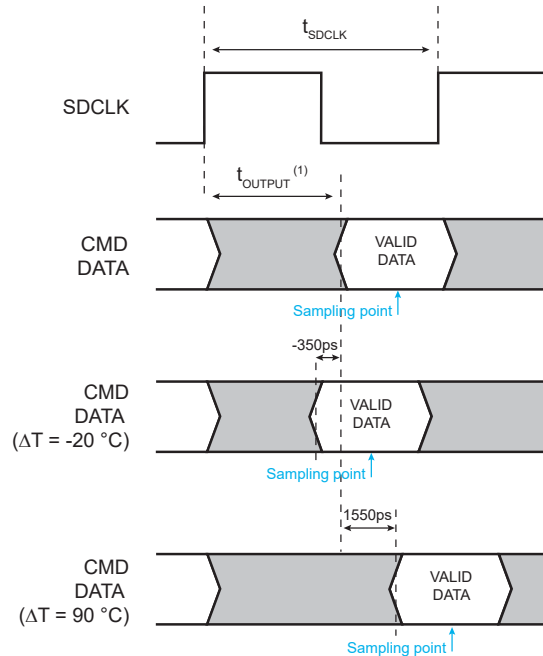 tSDCLK
SDCLK
tOUTPUT (1)
CMD
DATA
VALID
DATA
Sampling point
-350ps
CMD
DATA
(ΔT = -20 °C)
VALID
DATA
Sampling point
1550ps
CMD
DATA
(ΔT = 90 °C)
VALID
DATA
Sampling point